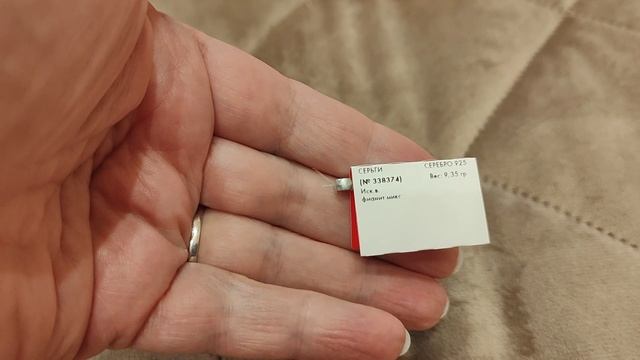 СЕРЬГИ СЕРЕБРО 925
(№ 338374) Вес: 9,35 гр
Иск.в.
фианит микс